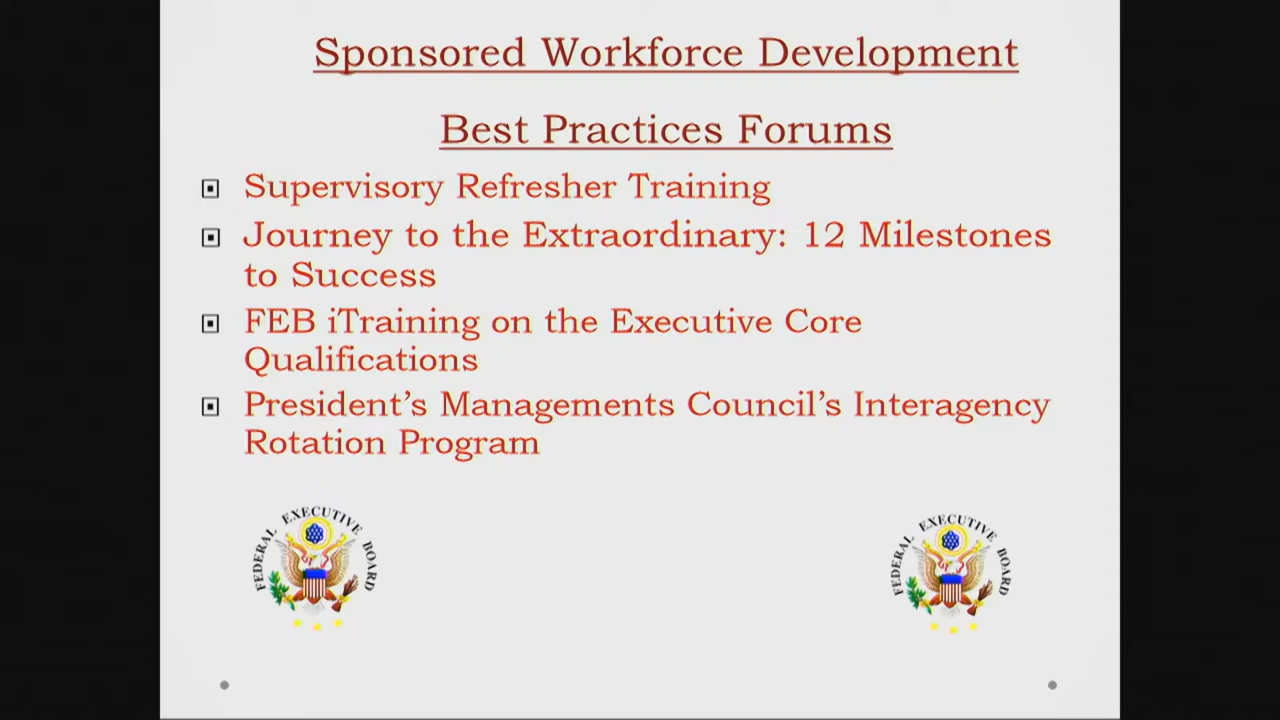 Sponsored Workforce Development
Best Practices Forums
Supervisory Refresher Training
Journey to the Extraordinary: 12 Milestones
to Success
FEB iTraining on the Executive Core
Qualifications
President’s Managements Council’s Interagency
Rotation Program
FEDERAL EXECUTIVE BOARD
FEDERAL EXECUTIVE BOARD